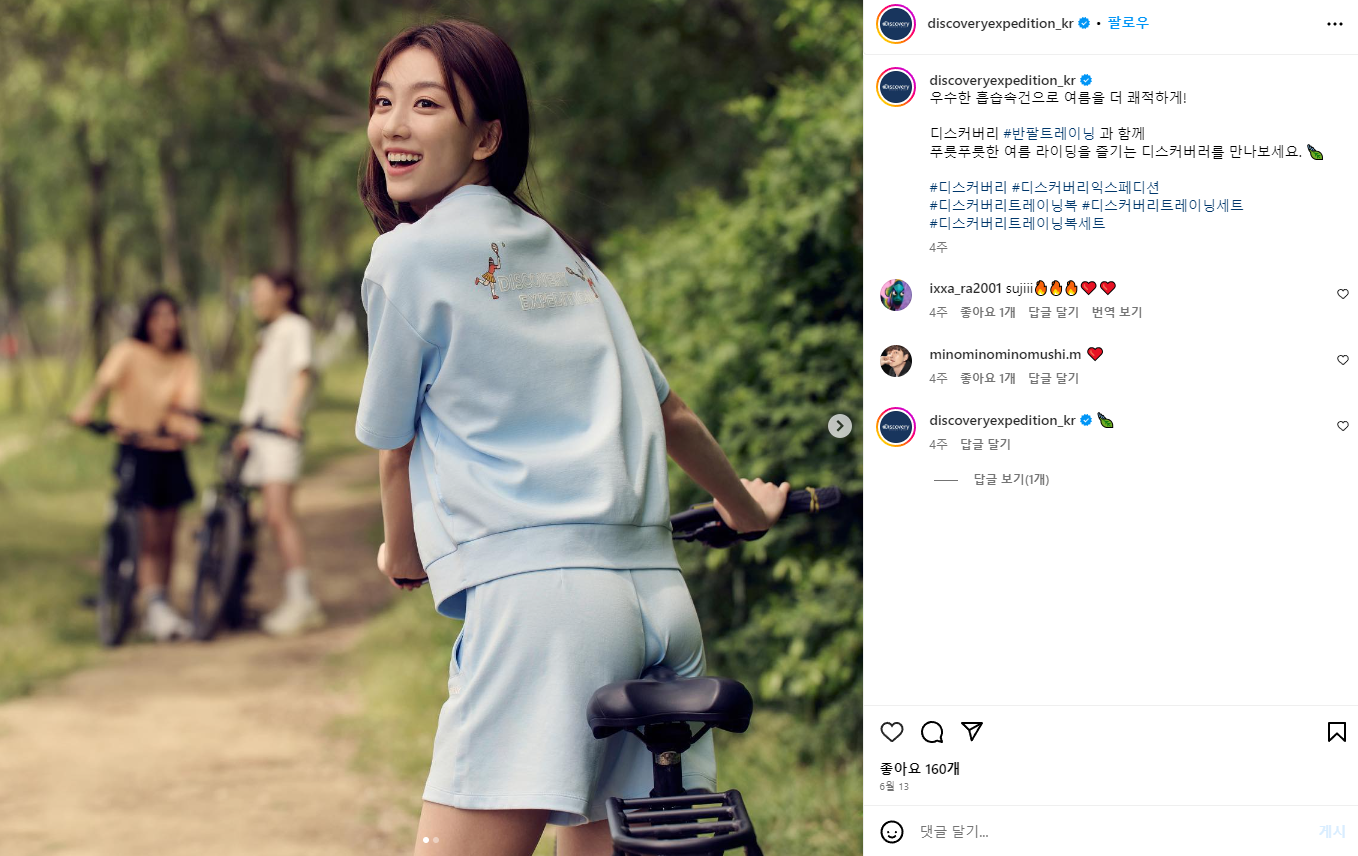 DISCOVERY
EXPEDITION
discoveryexpedition_kr • 팔로우
discoveryexpedition_kr
우수한 흡습속건으로 여름을 더 쾌적하게!
디스커버리 #반팔트레이닝 과 함께
푸릇푸릇한 여름 라이딩을 즐기는 디스커버러를 만나보세요.
#디스커버리 #디스커버리익스페디션
#디스커버리트레이닝복 #디스커버리트레이닝세트
#디스커버리트레이닝복세트
4주
ixxa_ra2001 sujiii🔥🔥🔥❤️❤️
4주 좋아요 1개 답글 달기 번역 보기
minominominomushi.m ❤️
4주 좋아요 1개 답글 달기
discoveryexpedition_kr
4주 답글 달기
답글 보기(1개)
좋아요 160개
6월 13
댓글 달기...
게시